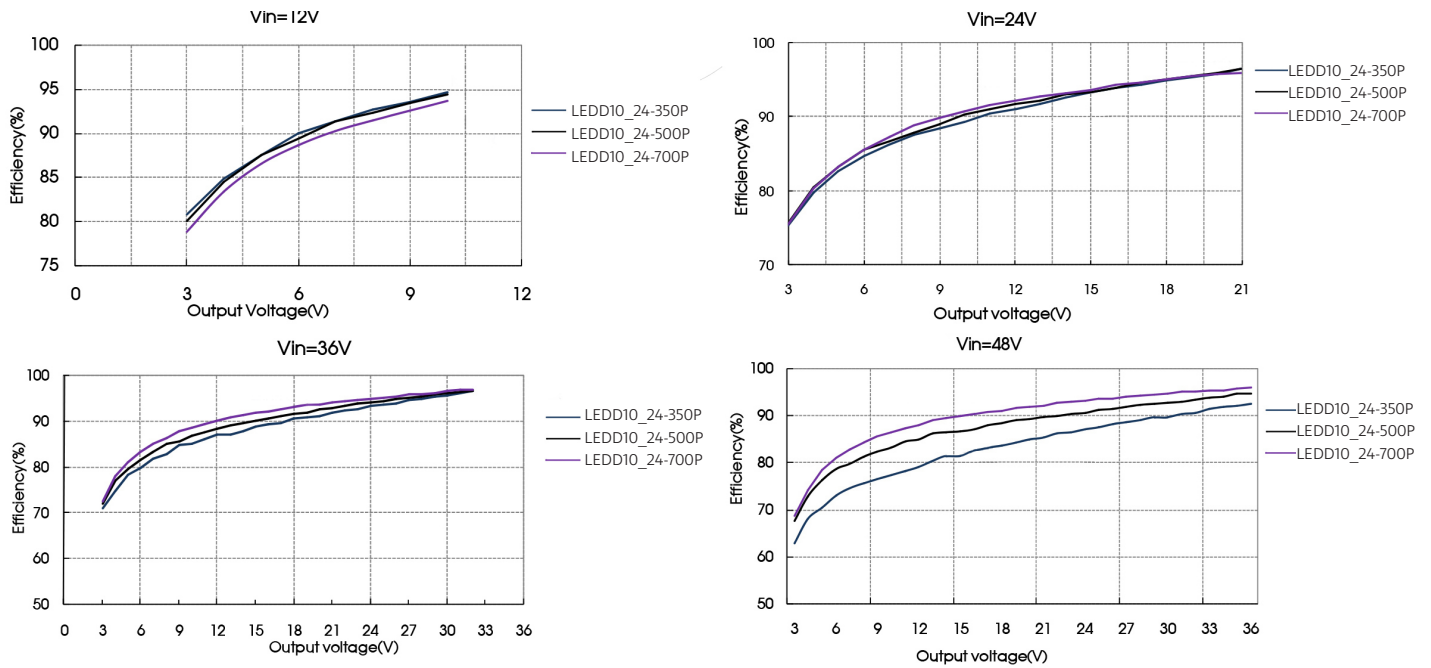 Vin=12V
100
95
90
85
80
75
Efficiency(%)
0 3 6 9 12
Output Voltage(V)
LEDD10_24-350P
LEDD10_24-500P
LEDD10_24-700P
Vin=24V
100
90
80
70
Efficiency(%)
3 6 9 12 15 18 21
Output voltage(V)
LEDD10_24-350P
LEDD10_24-500P
LEDD10_24-700P
Vin=36V
100
90
80
70
60
50
Efficiency(%)
0 3 6 9 12 15 18 21 24 27 30 33 36
Output voltage(V)
LEDD10_24-350P
LEDD10_24-500P
LEDD10_24-700P
Vin=48V
100
90
80
70
60
50
Efficiency(%)
3 6 9 12 15 18 21 24 27 30 33 36
Output voltage(V)
LEDD10_24-350P
LEDD10_24-500P
LEDD10_24-700P